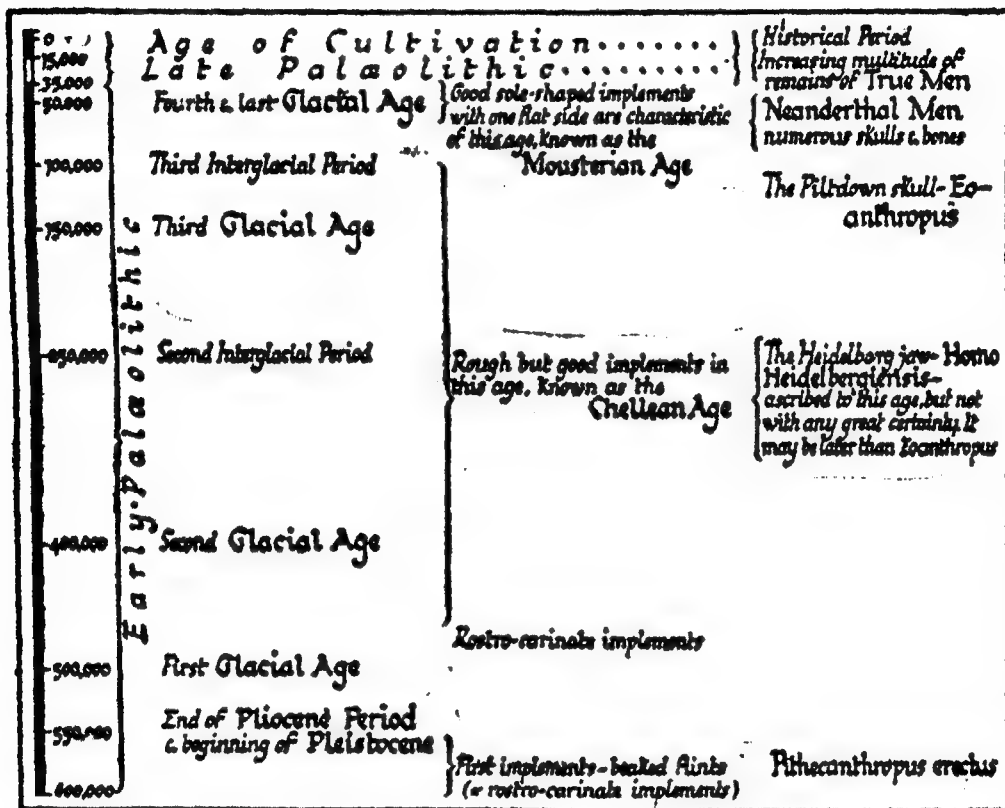 15,000
35,000
50,000
100,000
150,000
250,000
400,000
500,000
550,000
600,000
Early Palæolithic
Age of Cultivation
Late Palæolithic
Fourth & last Glacial Age
Third Interglacial Period
Third Glacial Age
Second Interglacial Period
Second Glacial Age
First Glacial Age
End of Pliocene Period
& beginning of Pleistocene
Good sole-shaped implements
with one flat side are characteristic
of this age, known as the
Mousterian Age
Rough but good implements in
this age, known as the
Chellean Age
Rostro-carinate implements
First implements - beaked flints
(or rostro-carinate implements)
Historical Period
Increasing multitude of
remains of True Men
Neanderthal Men
numerous skulls & bones
The Piltdown skull - Eo-
anthropus
The Heidelberg jaw - Homo
Heidelbergiensis -
ascribed to this age, but not
with any great certainty. It
may be later than Eoanthropus
Pithecanthropus erectus